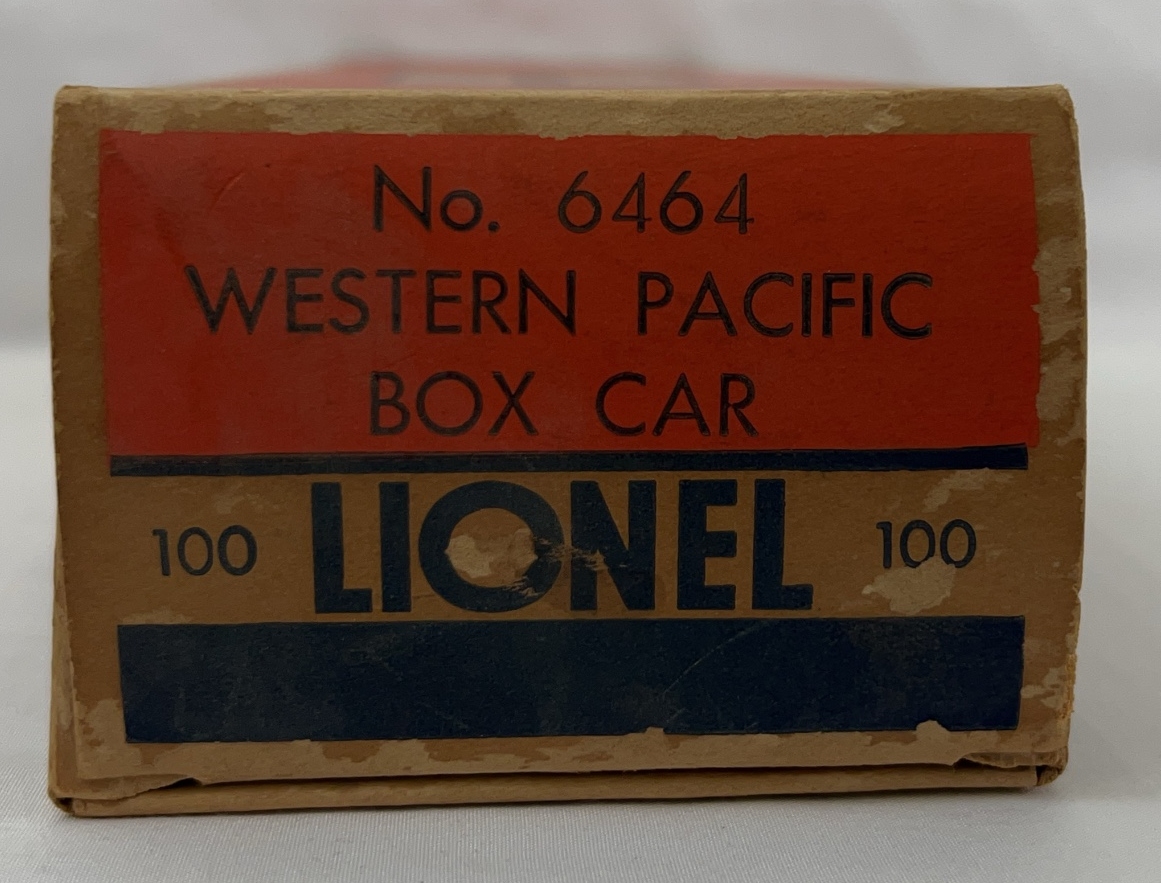 No. 6464
WESTERN PACIFIC
BOX CAR
100 LIONEL 100